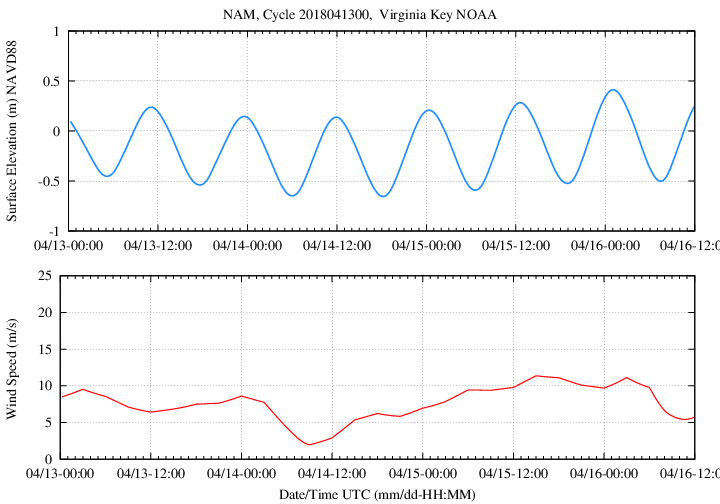 NAM, Cycle 2018041300,  Virginia Key NOAA
Surface Elevation (m) NAVD88
1
0.5
0
-0.5
-1
04/13-00:00 04/13-12:00 04/14-00:00 04/14-12:00 04/15-00:00 04/15-12:00 04/16-00:00 04/16-12:0
Wind Speed (m/s)
25
20
15
10
5
0
04/13-00:00 04/13-12:00 04/14-00:00 04/14-12:00 04/15-00:00 04/15-12:00 04/16-00:00 04/16-12:0
Date/Time UTC (mm/dd-HH:MM)